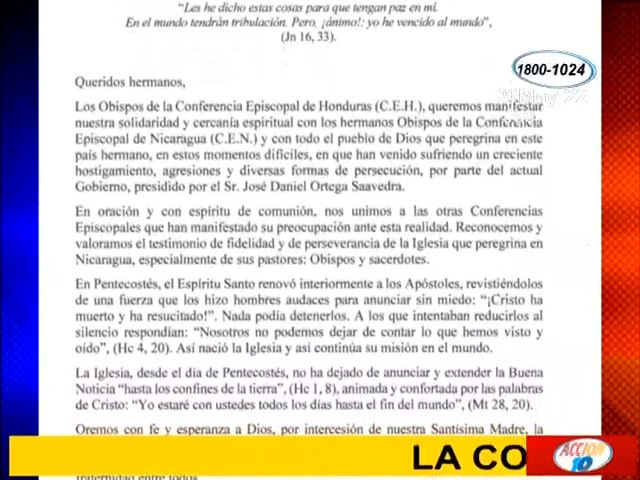 "Les he dicho estas cosas para que tengan paz en mí.
En el mundo tendrán tribulación. Pero, ¡ánimo!: yo he vencido al mundo",
(Jn 16, 33).
1800-1024
Queridos hermanos,
Los Obispos de la Conferencia Episcopal de Honduras (C.E.H.), queremos manifestar
nuestra solidaridad y cercanía espiritual con los hermanos Obispos de la Conferencia
Episcopal de Nicaragua (C.E.N.) y con todo el pueblo de Dios que peregrina en este
país hermano, en estos momentos difíciles, en que han venido sufriendo un creciente
hostigamiento, agresiones y diversas formas de persecución, por parte del actual
Gobierno, presidido por el Sr. José Daniel Ortega Saavedra.
En oración y con espíritu de comunión, nos unimos a las otras Conferencias
Episcopales que han manifestado su preocupación ante esta realidad. Reconocemos y
valoramos el testimonio de fidelidad y de perseverancia de la Iglesia que peregrina en
Nicaragua, especialmente de sus pastores: Obispos y sacerdotes.
En Pentecostés, el Espíritu Santo renovó interiormente a los Apóstoles, revistiéndolos
de una fuerza que los hizo hombres audaces para anunciar sin miedo: "¡Cristo ha
muerto y ha resucitado!". Nada podía detenerlos. A los que intentaban reducirlos al
silencio respondían: "Nosotros no podemos dejar de contar lo que hemos visto y
oído", (Hc 4, 20). Así nació la Iglesia y así continúa su misión en el mundo.
La Iglesia, desde el día de Pentecostés, no ha dejado de anunciar y extender la Buena
Noticia "hasta los confines de la tierra", (Hc 1, 8), animada y confortada por las palabras
de Cristo: "Yo estaré con ustedes todos los días hasta el fin del mundo", (Mt 28, 20).
Oremos con fe y esperanza a Dios, por intercesión de nuestra Santísima Madre, la
LA CO
ACCION
10
fraternidad entre todos